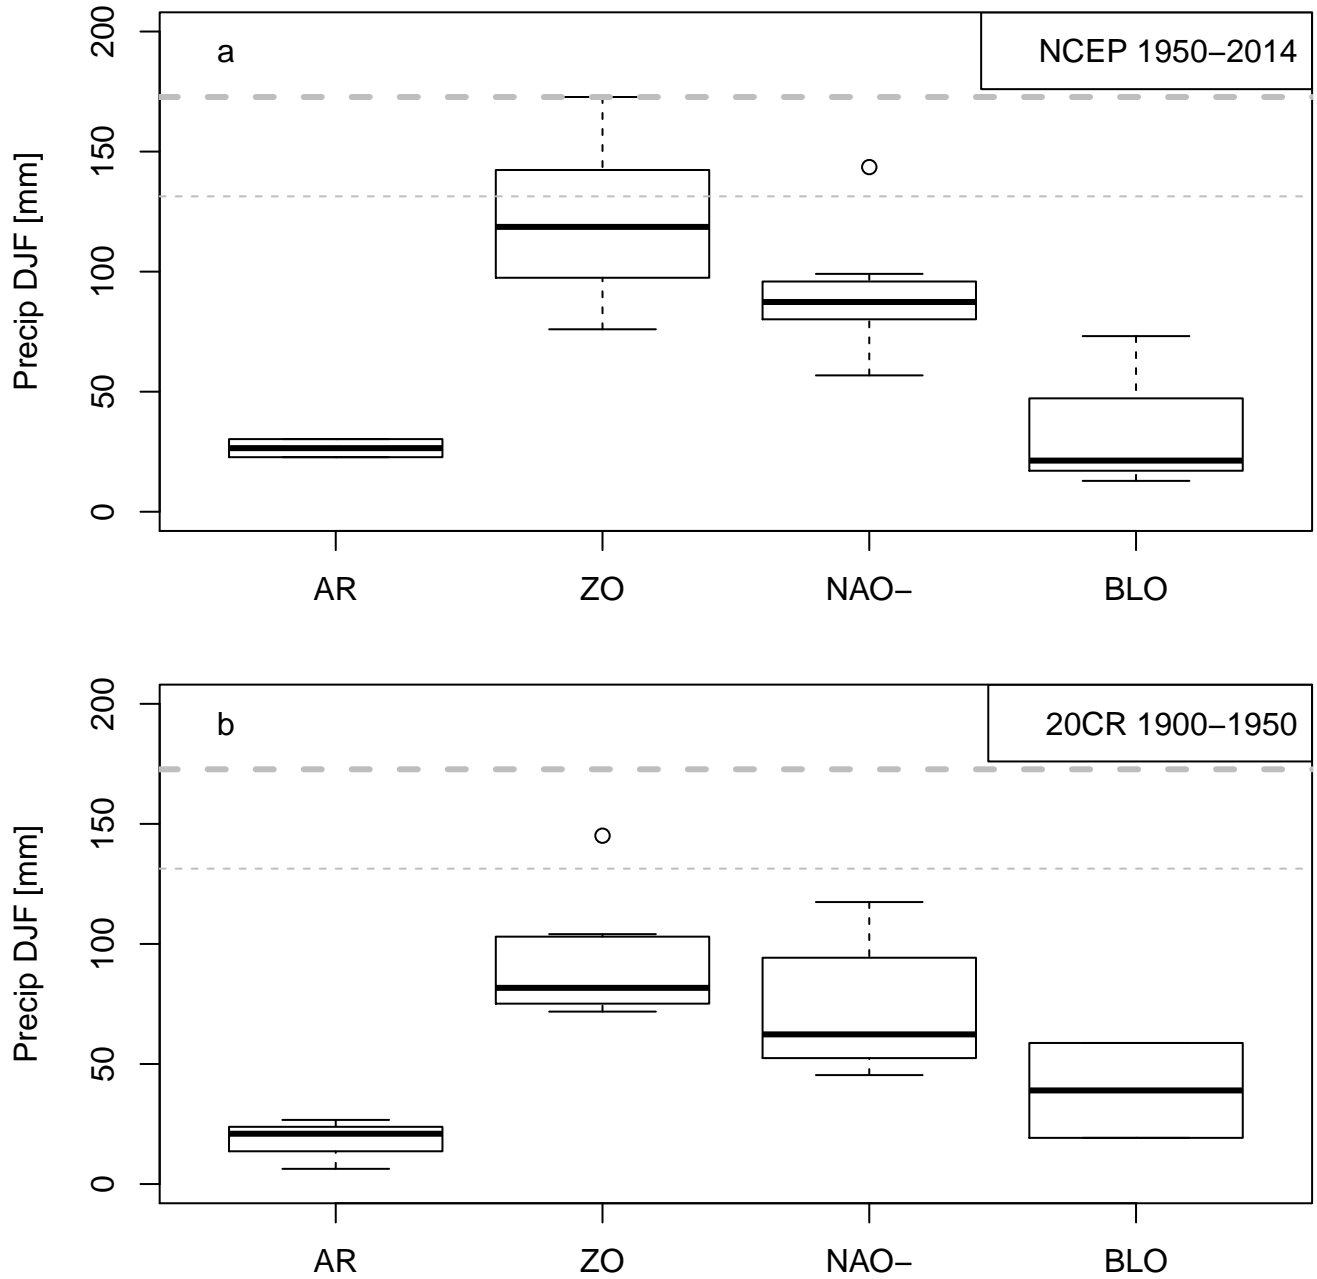 a
NCEP 1950−2014
Precip DJF [mm]
200
150
100
50
0
AR ZO NAO− BLO
b
20CR 1900−1950
Precip DJF [mm]
200
150
100
50
0
AR ZO NAO− BLO